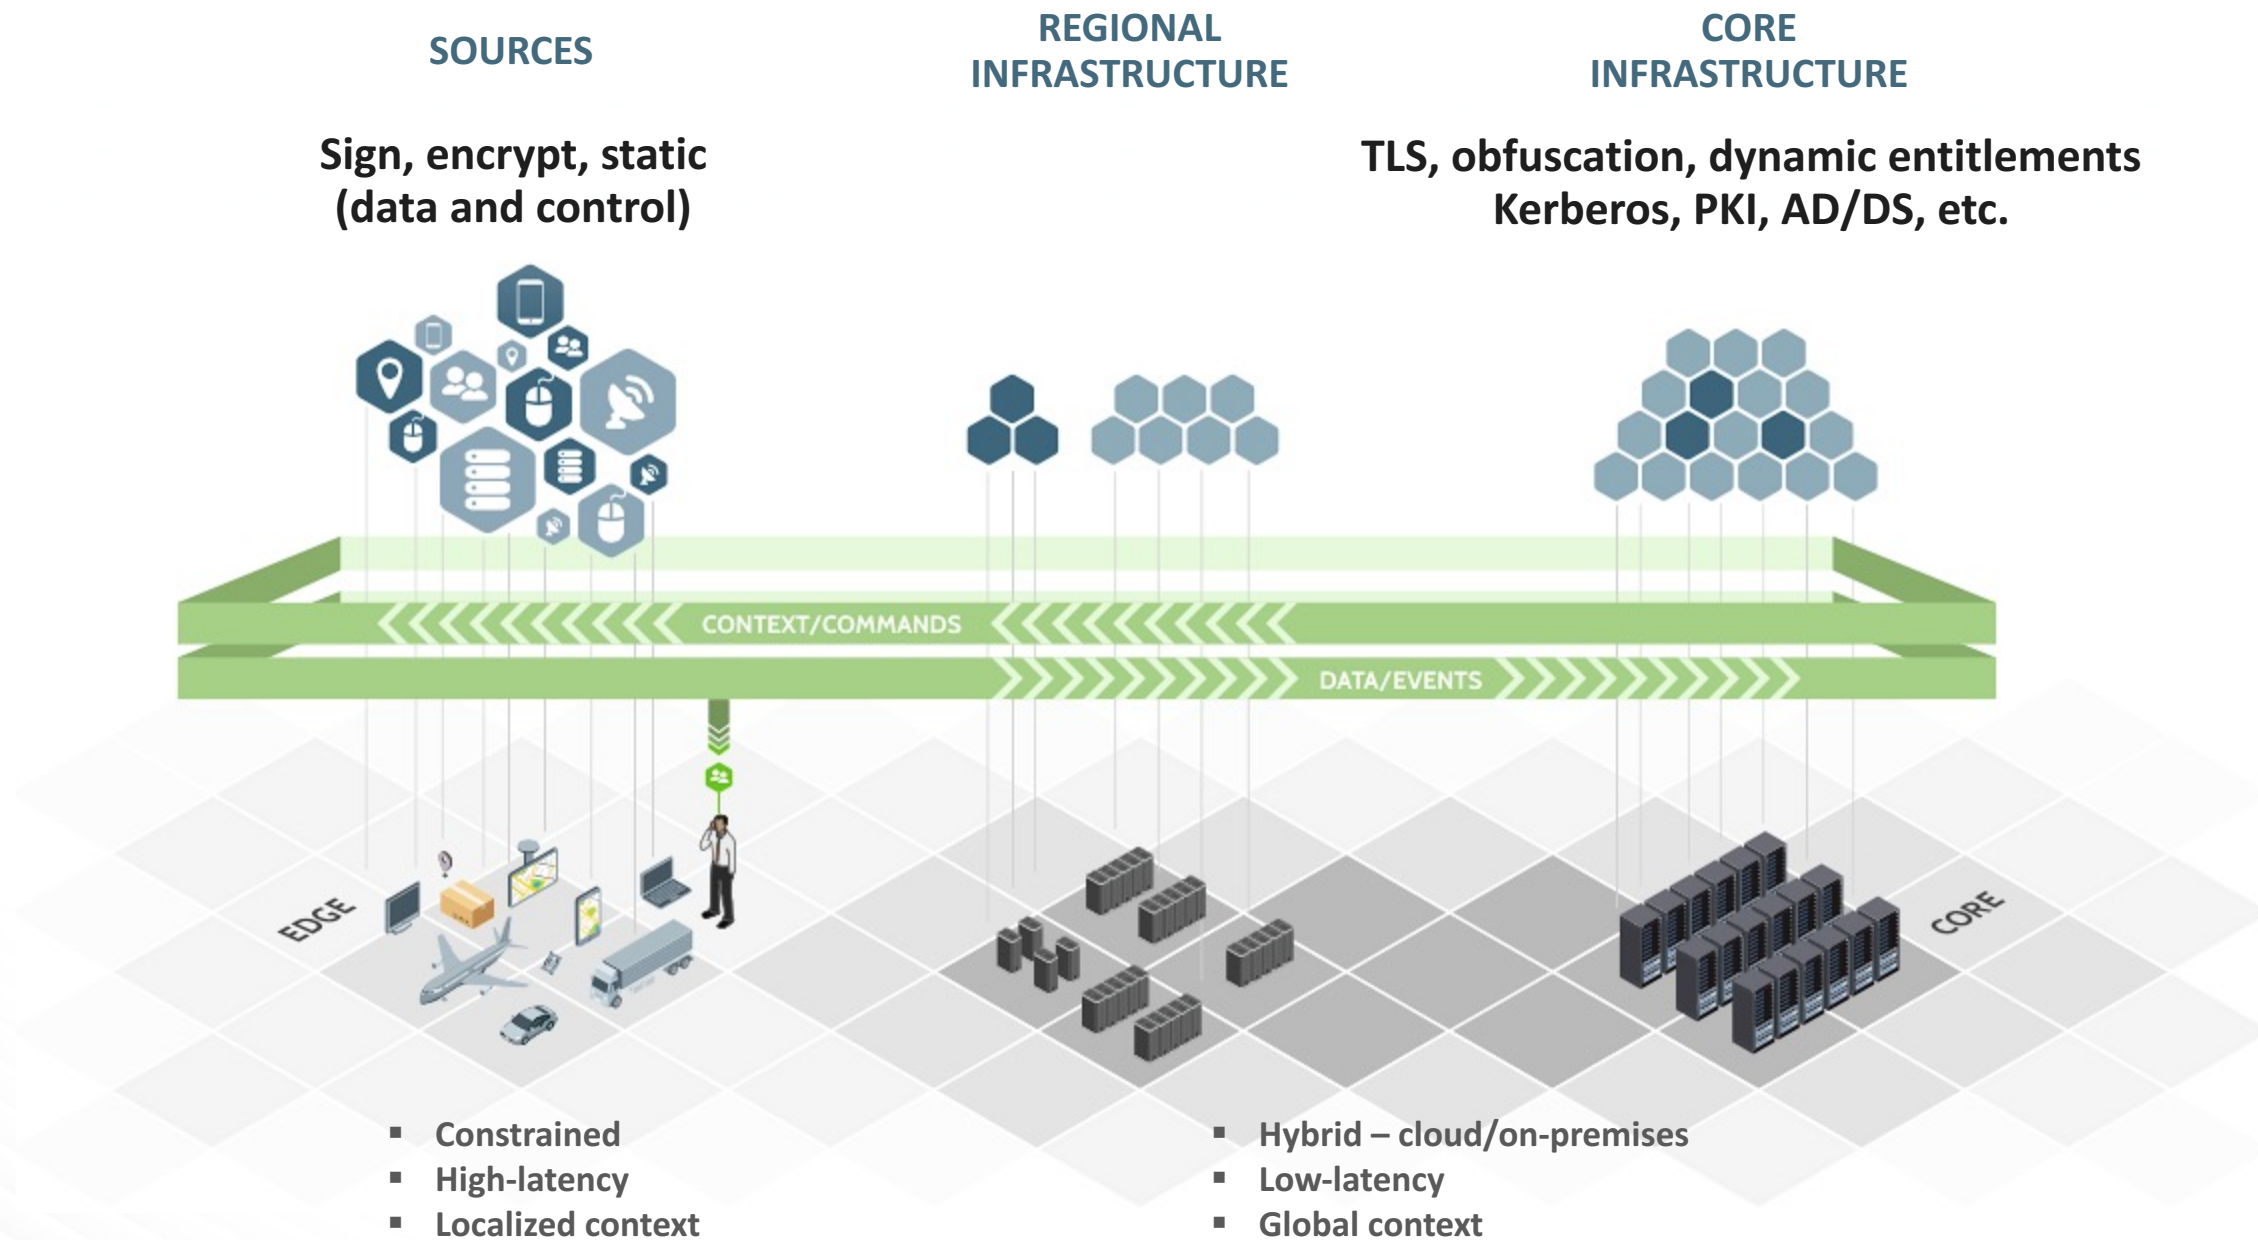 SOURCES
REGIONAL
INFRASTRUCTURE
CORE
INFRASTRUCTURE
Sign, encrypt, static
(data and control)
TLS, obfuscation, dynamic entitlements
Kerberos, PKI, AD/DS, etc.
CONTEXT/COMMANDS
DATA/EVENTS
EDGE
CORE
▪ Constrained
▪ High-latency
▪ Localized context
▪ Hybrid – cloud/on-premises
▪ Low-latency
▪ Global context